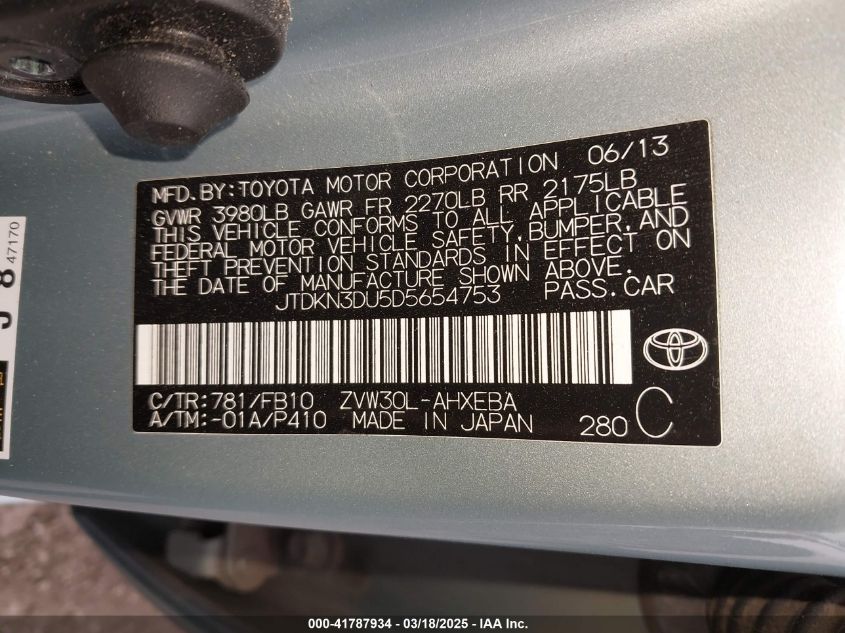 MFD. BY: TOYOTA MOTOR CORPORATION 06/13
GVWR 3980LB GAWR FR 2270LB RR 2175LB
THIS VEHICLE CONFORMS TO ALL APPLICABLE
FEDERAL MOTOR VEHICLE SAFETY, BUMPER, AND
THEFT PREVENTION STANDARDS IN EFFECT ON
THE DATE OF MANUFACTURE SHOWN ABOVE.
JTDKN3DU5D5654753 PASS. CAR
C/TR: 781/FB10 ZVW30L-AHXEBA
A/TM: -01A/P410 MADE IN JAPAN 280 C
J 8 47170
000-41787934 - 03/18/2025 - IAA Inc.